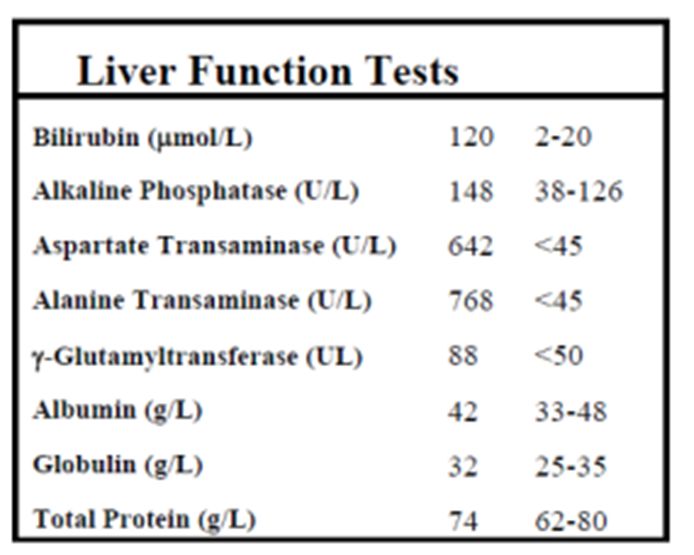 Liver Function Tests
Bilirubin (μmol/L) 120 2-20
Alkaline Phosphatase (U/L) 148 38-126
Aspartate Transaminase (U/L) 642 <45
Alanine Transaminase (U/L) 768 <45
γ-Glutamyltransferase (UL) 88 <50
Albumin (g/L) 42 33-48
Globulin (g/L) 32 25-35
Total Protein (g/L) 74 62-80